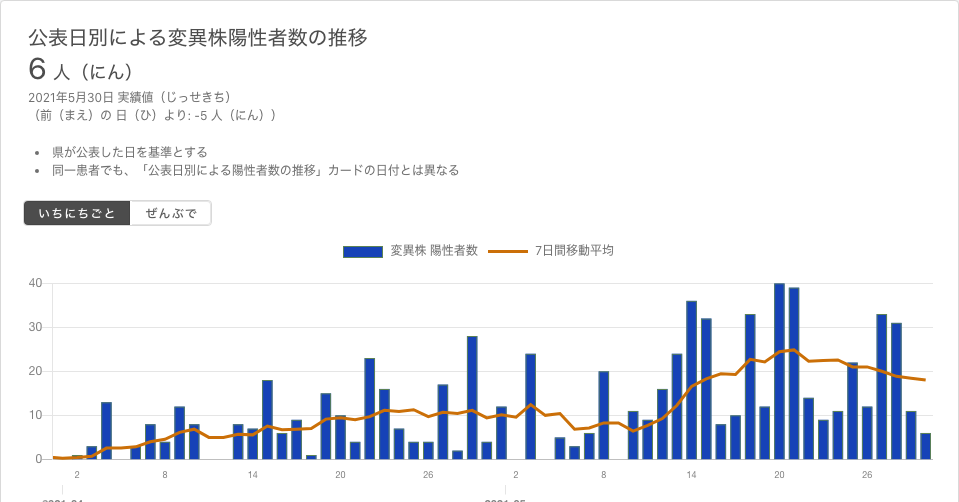 公表日別による変異株陽性者数の推移
6 人（にん）
2021年5月30日 実績値（じっせきち）
（前（まえ）の 日（ひ）より: -5 人（にん））
• 県が公表した日を基準とする
• 同一患者でも、「公表日別による陽性者数の推移」カードの日付とは異なる
いちにちごと ぜんぶで
変異株 陽性者数 7日間移動平均
40
30
20
10
0
2 8 14 20 26 2 8 14 20 26